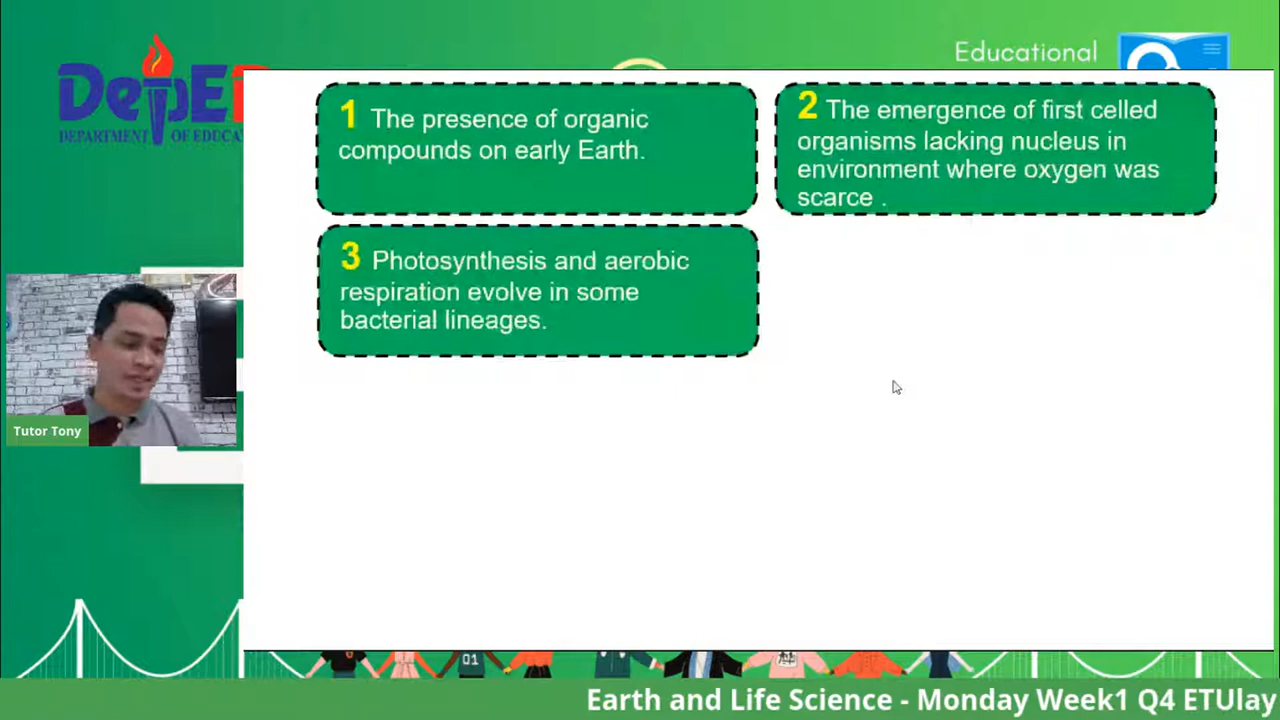 DepE
DEPARTMENT OF EDUCA
Educational
1 The presence of organic
compounds on early Earth.
2 The emergence of first celled
organisms lacking nucleus in
environment where oxygen was
scarce .
3 Photosynthesis and aerobic
respiration evolve in some
bacterial lineages.
Tutor Tony
01
Earth and Life Science - Monday Week1 Q4 ETUlay